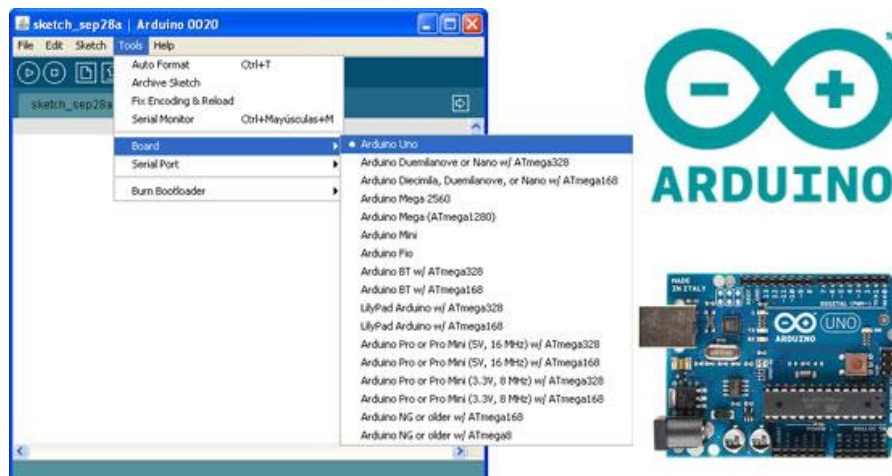 sketch_sep28a | Arduino 0020
File Edit Sketch Tools Help
Auto Format Ctrl+T
Archive Sketch
Fix Encoding & Reload
Serial Monitor Ctrl+Mayúsculas+M
sketch_sep28a
Board
Serial Port
Burn Bootloader
Arduino Uno
Arduino Duemilanove or Nano w/ ATmega328
Arduino Diecimila, Duemilanove, or Nano w/ ATmega168
Arduino Mega 2560
Arduino Mega (ATmega1280)
Arduino Mini
Arduino Fio
Arduino BT w/ ATmega328
Arduino BT w/ ATmega168
LilyPad Arduino w/ ATmega328
LilyPad Arduino w/ ATmega168
Arduino Pro or Pro Mini (5V, 16 MHz) w/ ATmega328
Arduino Pro or Pro Mini (5V, 16 MHz) w/ ATmega168
Arduino Pro or Pro Mini (3.3V, 8 MHz) w/ ATmega328
Arduino Pro or Pro Mini (3.3V, 8 MHz) w/ ATmega168
Arduino NG or older w/ ATmega168
Arduino NG or older w/ ATmega8
ARDUINO
MADE
IN ITALY
DIGITAL
UNO
ARDUINO
POWER